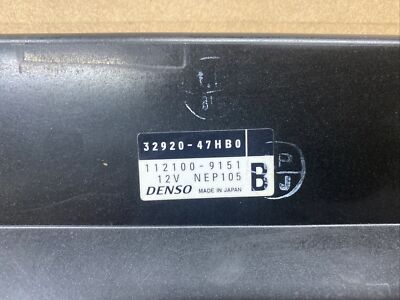 32920-47HB0
112100-9151
12V NEP105 B
DENSO MADE IN JAPAN
P
J